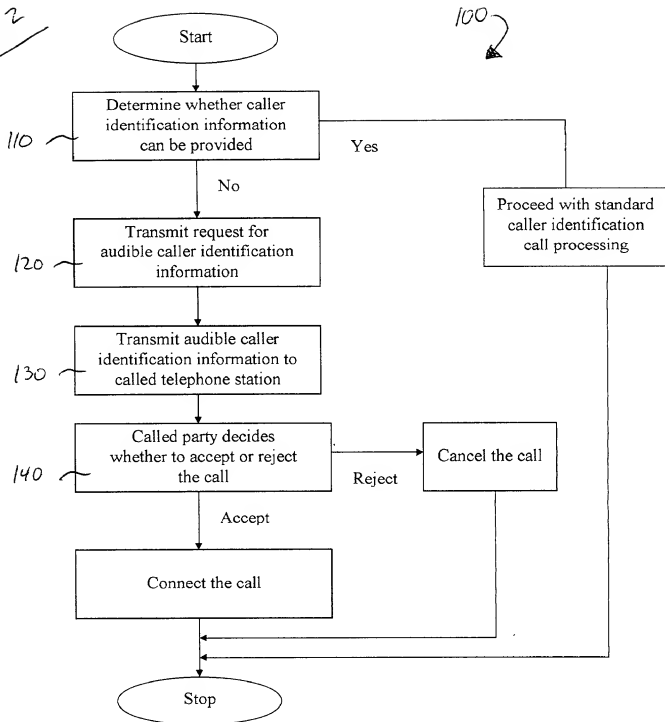 2
100
Start
110
Determine whether caller
identification information
can be provided
Yes
No
Proceed with standard
caller identification
call processing
120
Transmit request for
audible caller identification
information
130
Transmit audible caller
identification information to
called telephone station
140
Called party decides
whether to accept or reject
the call
Reject
Cancel the call
Accept
Connect the call
Stop